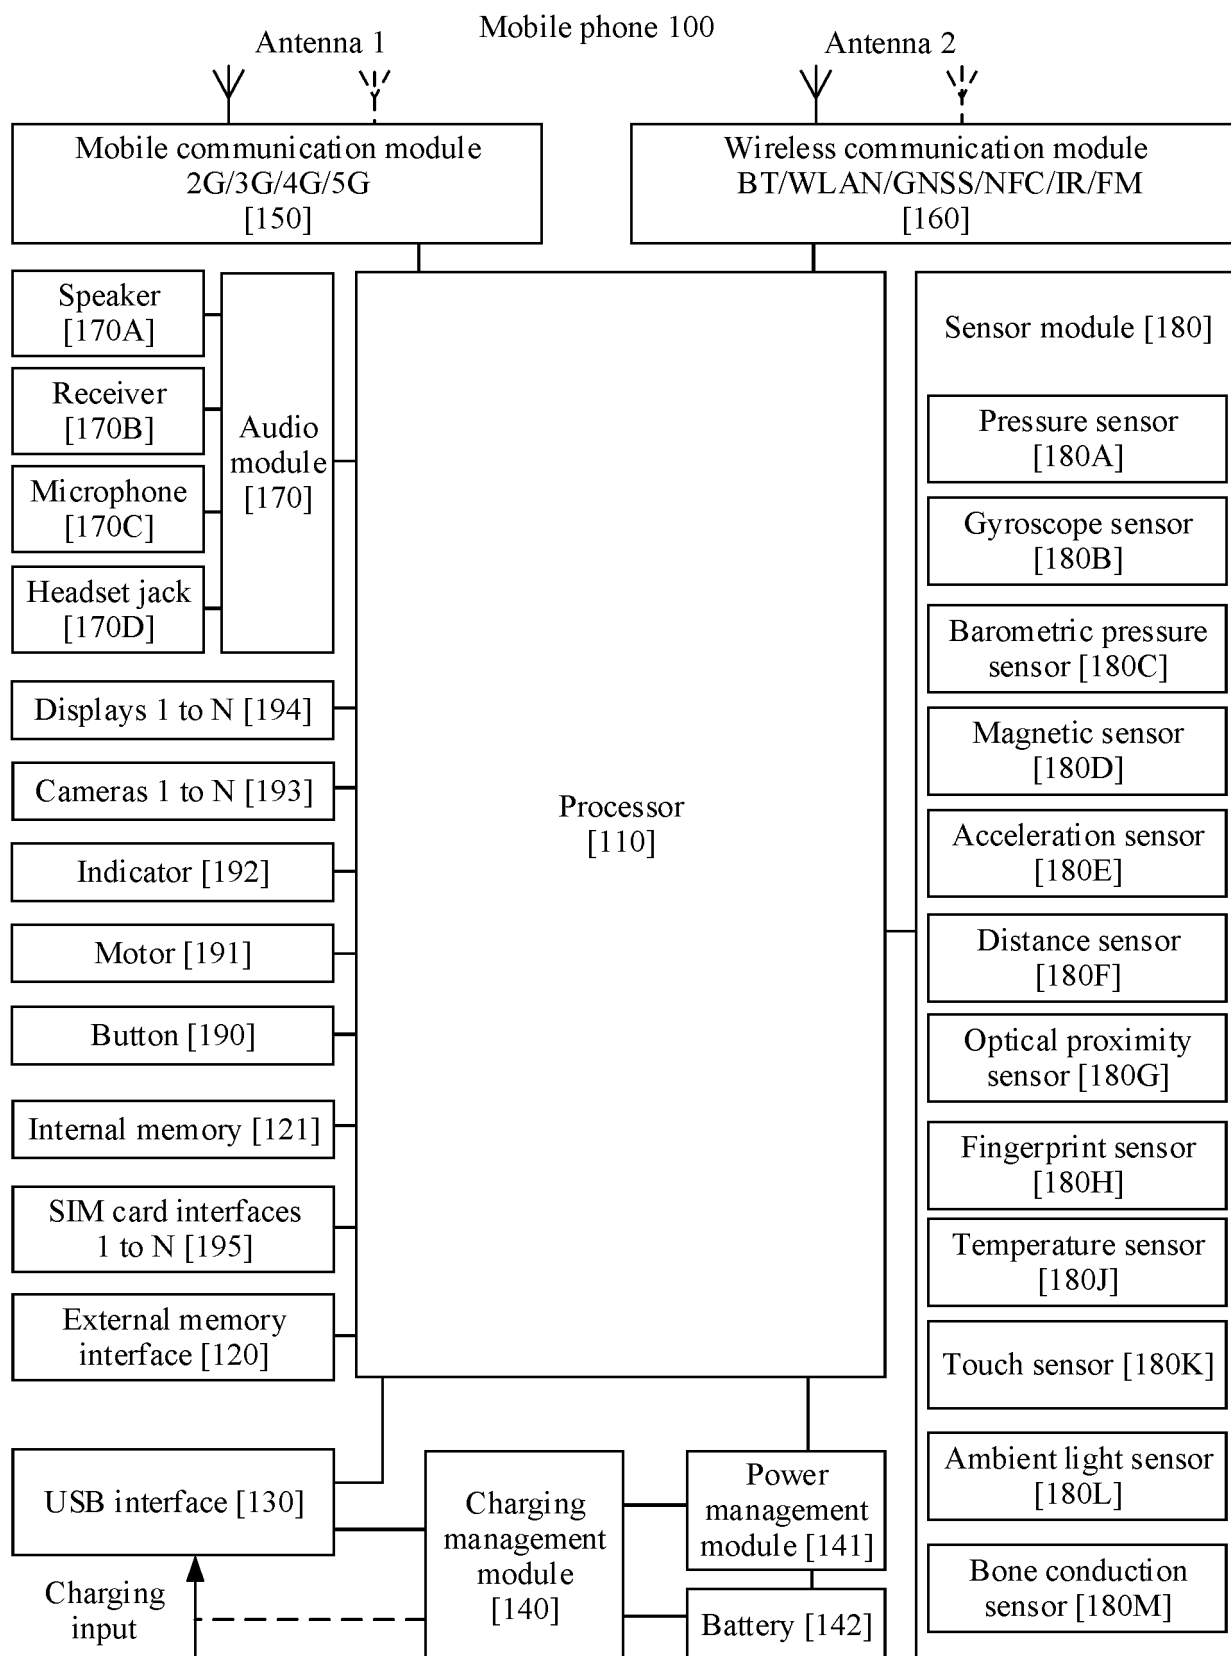 Mobile phone 100
Antenna 1
Antenna 2
Mobile communication module
2G/3G/4G/5G
[150]
Wireless communication module
BT/WLAN/GNSS/NFC/IR/FM
[160]
Speaker
[170A]
Receiver
[170B]
Microphone
[170C]
Headset jack
[170D]
Audio
module
[170]
Displays 1 to N [194]
Cameras 1 to N [193]
Indicator [192]
Motor [191]
Button [190]
Internal memory [121]
SIM card interfaces
1 to N [195]
External memory
interface [120]
Processor
[110]
Sensor module [180]
Pressure sensor
[180A]
Gyroscope sensor
[180B]
Barometric pressure
sensor [180C]
Magnetic sensor
[180D]
Acceleration sensor
[180E]
Distance sensor
[180F]
Optical proximity
sensor [180G]
Fingerprint sensor
[180H]
Temperature sensor
[180J]
Touch sensor [180K]
Ambient light sensor
[180L]
Bone conduction
sensor [180M]
USB interface [130]
Charging
input
Charging
management
module
[140]
Power
management
module [141]
Battery [142]